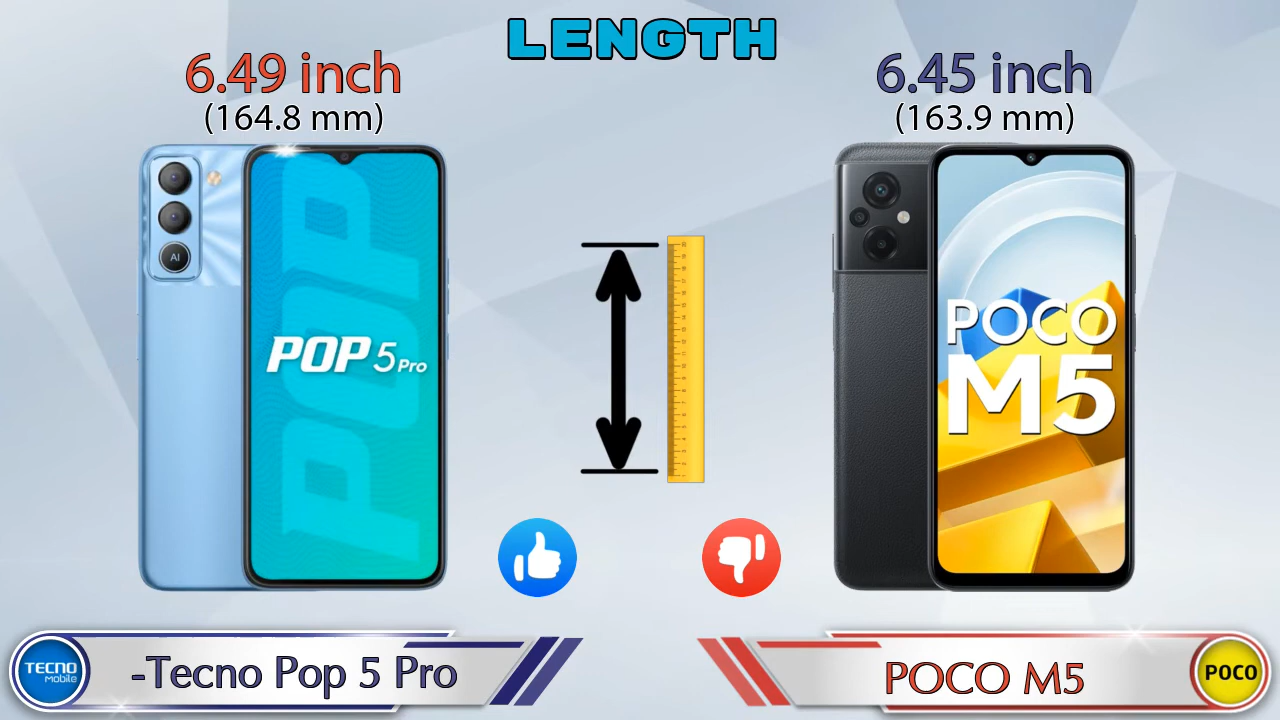 LENGTH
6.49 inch
(164.8 mm)
6.45 inch
(163.9 mm)
AI
POP
POP 5 Pro
POCO
M5
TECNO
mobile
-Tecno Pop 5 Pro
POCO M5
POCO